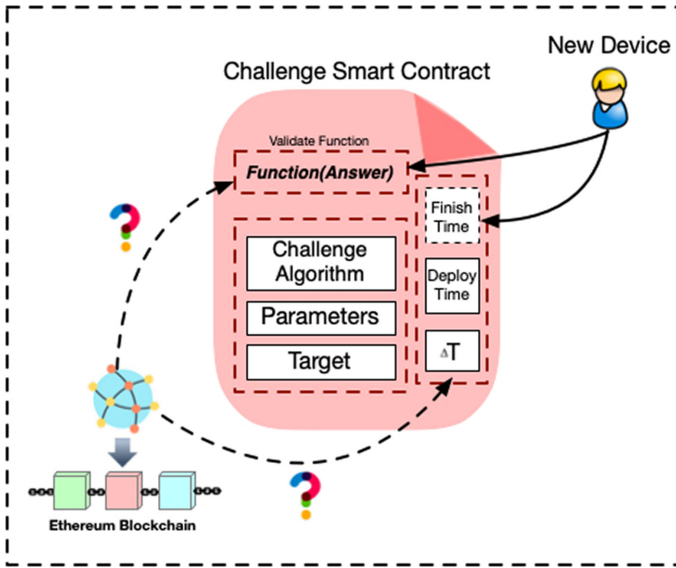 New Device
Challenge Smart Contract
Validate Function
Function(Answer)
Finish
Time
Challenge
Algorithm
Deploy
Time
Parameters
Target
ΔT
Ethereum Blockchain